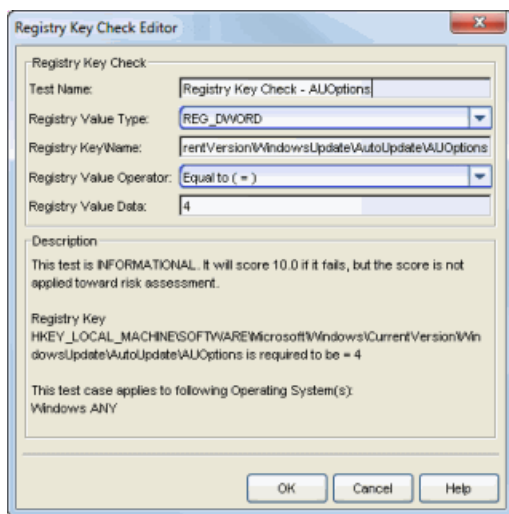 Registry Key Check Editor
Registry Key Check
Test Name: Registry Key Check - AUOptions
Registry Value Type: REG_DWORD
Registry Key\Name: rentVersion\WindowsUpdate\AutoUpdate\AUOptions
Registry Value Operator: Equal to ( = )
Registry Value Data: 4
Description
This test is INFORMATIONAL. It will score 10.0 if it fails, but the score is not
applied toward risk assessment.
Registry Key
HKEY_LOCAL_MACHINE\SOFTWARE\Microsoft\Windows\CurrentVersion\Win
dowsUpdate\AutoUpdate\AUOptions is required to be = 4
This test case applies to following Operating System(s):
Windows ANY
OK Cancel Help